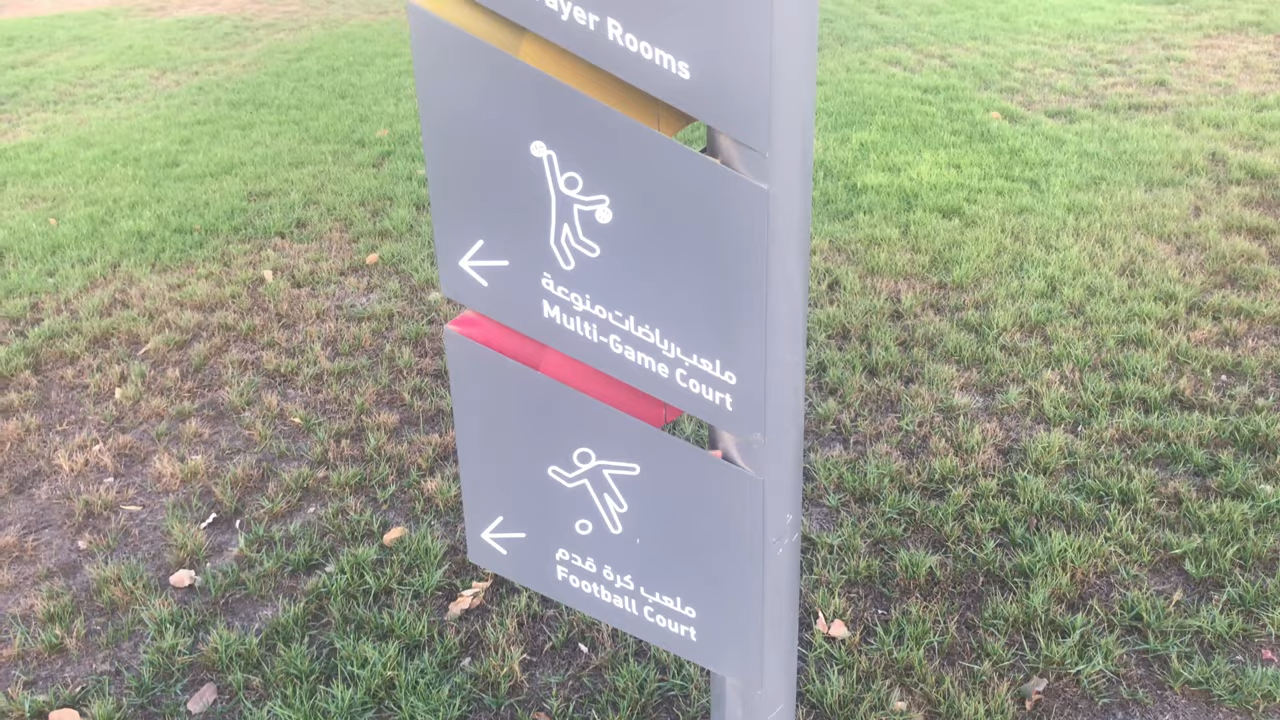 ayer Rooms
ملعب رياضات منوعة
Multi-Game Court
ملعب كرة قدم
Football Court